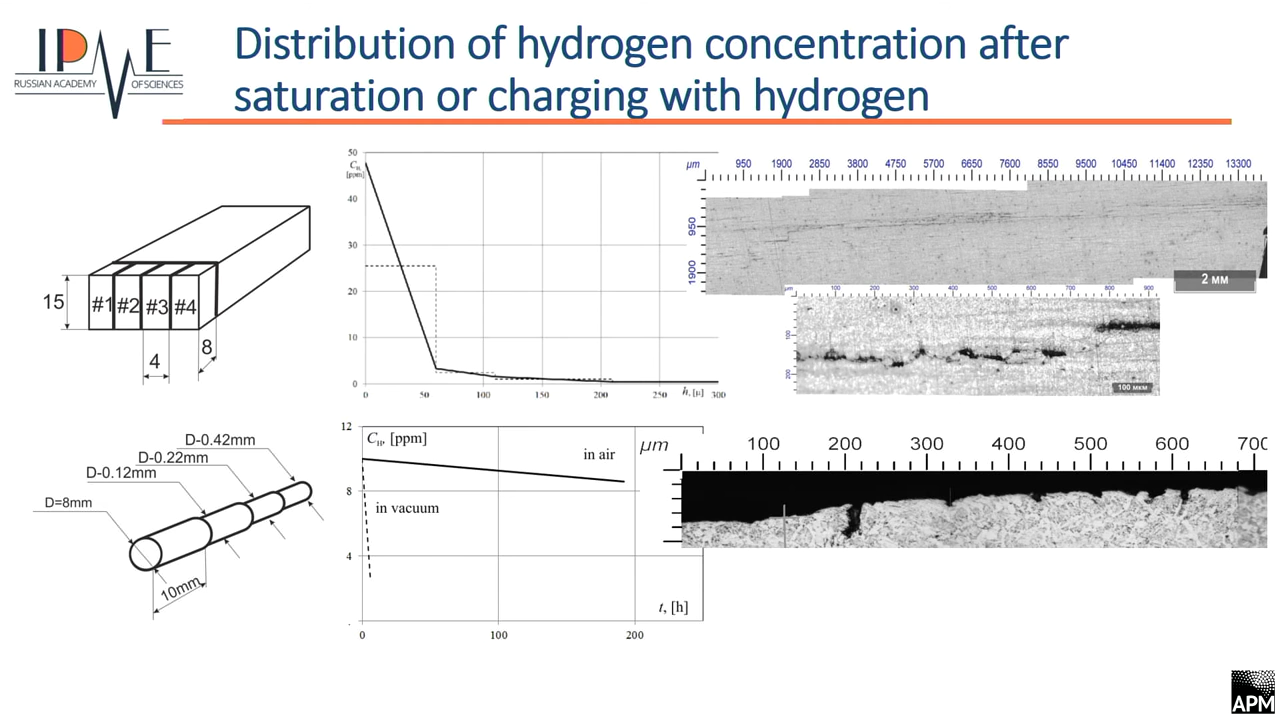 IPME
RUSSIAN ACADEMY OF SCIENCES
Distribution of hydrogen concentration after
saturation or charging with hydrogen
15
#1 #2 #3 #4
4
8
50
C_H,
[ppm]
40
30
20
10
0
0 50 100 150 200 250 h, [μ] 300
μm 950 1900 2850 3800 4750 5700 6650 7600 8550 9500 10450 11400 12350 13300
950
1900
2 мм
μm 100 200 300 400 500 600 700 800 900
100
200
100 мкм
D-0.42mm
D-0.22mm
D-0.12mm
D=8mm
10mm
12
C_H, [ppm]
in air
8
in vacuum
4
t, [h]
0 100 200
μm 100 200 300 400 500 600 700
APM